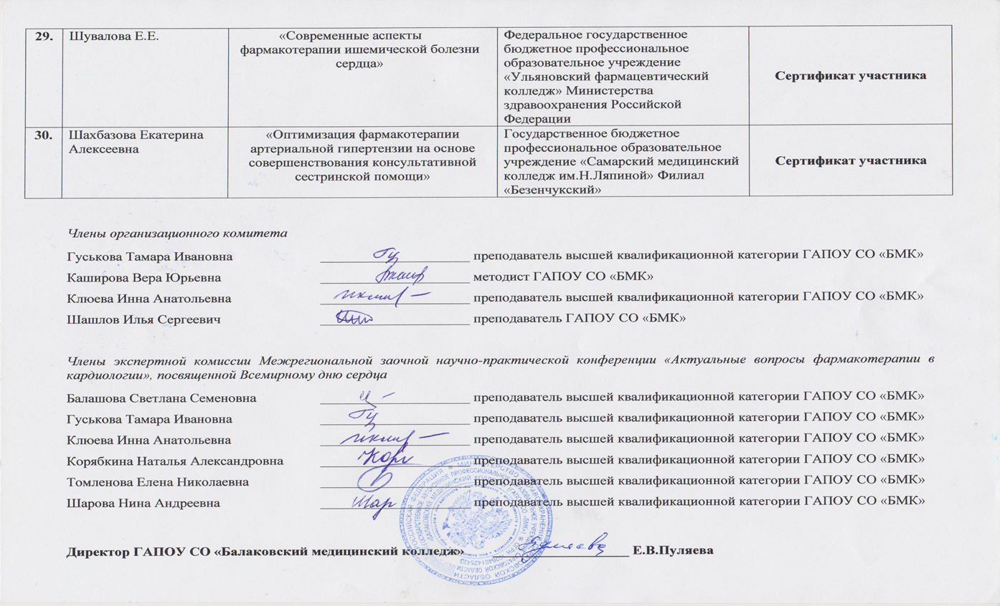 29.
Шувалова Е.Е.
«Современные аспекты
фармакотерапии ишемической болезни
сердца»
Федеральное государственное
бюджетное профессиональное
образовательное учреждение
«Ульяновский фармацевтический
колледж» Министерства
здравоохранения Российской
Федерации
Сертификат участника
30.
Шахбазова Екатерина
Алексеевна
«Оптимизация фармакотерапии
артериальной гипертензии на основе
совершенствования консультативной
сестринской помощи»
Государственное бюджетное
профессиональное образовательное
учреждение «Самарский медицинский
колледж им.Н.Ляпиной» Филиал
«Безенчукский»
Сертификат участника
Члены организационного комитета
Гуськова Тамара Ивановна преподаватель высшей квалификационной категории ГАПОУ СО «БМК»
Каширова Вера Юрьевна методист ГАПОУ СО «БМК»
Клюева Инна Анатольевна преподаватель высшей квалификационной категории ГАПОУ СО «БМК»
Шашлов Илья Сергеевич преподаватель ГАПОУ СО «БМК»
Члены экспертной комиссии Межрегиональной заочной научно-практической конференции «Актуальные вопросы фармакотерапии в
кардиологии», посвященной Всемирному дню сердца
Балашова Светлана Семеновна преподаватель высшей квалификационной категории ГАПОУ СО «БМК»
Гуськова Тамара Ивановна преподаватель высшей квалификационной категории ГАПОУ СО «БМК»
Клюева Инна Анатольевна преподаватель высшей квалификационной категории ГАПОУ СО «БМК»
Корябкина Наталья Александровна преподаватель высшей квалификационной категории ГАПОУ СО «БМК»
Томленова Елена Николаевна преподаватель высшей квалификационной категории ГАПОУ СО «БМК»
Шарова Нина Андреевна преподаватель высшей квалификационной категории ГАПОУ СО «БМК»
Директор ГАПОУ СО «Балаковский медицинский колледж» Е.В.Пуляева